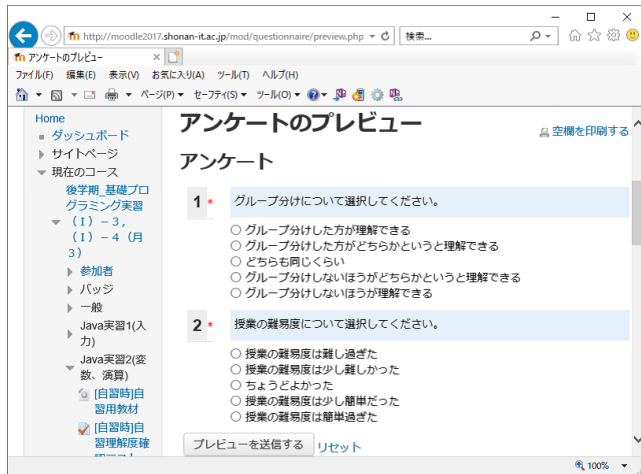 http://moodle2017.shonan-it.ac.jp/mod/questionnaire/preview.php
検索...
アンケートのプレビュー
ファイル(F) 編集(E) 表示(V) お気に入り(A) ツール(T) ヘルプ(H)
ページ(P) セーフティ(S) ツール(O)
Home
ダッシュボード
サイトページ
現在のコース
後学期_基礎プロ
グラミング実習
(I)-3,
(I)-4 (月
3)
参加者
バッジ
一般
Java実習1(入
力)
Java実習2(変
数、演算)
[自習時]自
習用教材
[自習時]自
習理解度確
アンケートのプレビュー
空欄を印刷する
アンケート
1 * グループ分けについて選択してください。
グループ分けした方が理解できる
グループ分けした方がどちらかというと理解できる
どちらも同じくらい
グループ分けしないほうがどちらかというと理解できる
グループ分けしないほうが理解できる
2 * 授業の難易度について選択してください。
授業の難易度は難し過ぎた
授業の難易度は少し難しかった
ちょうどよかった
授業の難易度は少し簡単だった
授業の難易度は簡単過ぎた
プレビューを送信する リセット
100%